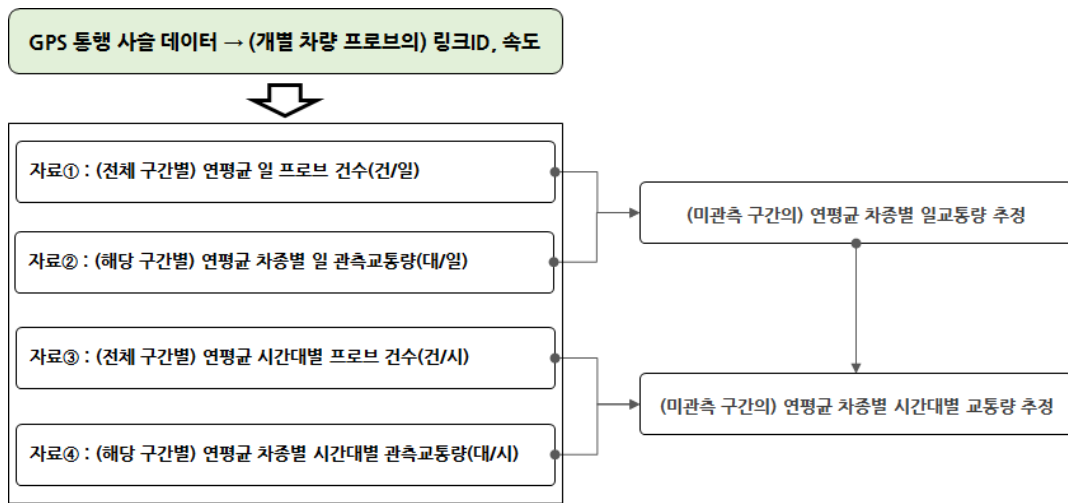 GPS 통행 사슬 데이터 → (개별 차량 프로브의) 링크ID, 속도
자료① : (전체 구간별) 연평균 일 프로브 건수(건/일)
자료② : (해당 구간별) 연평균 차종별 일 관측교통량(대/일)
(미관측 구간의) 연평균 차종별 일교통량 추정
자료③ : (전체 구간별) 연평균 시간대별 프로브 건수(건/시)
자료④ : (해당 구간별) 연평균 차종별 시간대별 관측교통량(대/시)
(미관측 구간의) 연평균 차종별 시간대별 교통량 추정